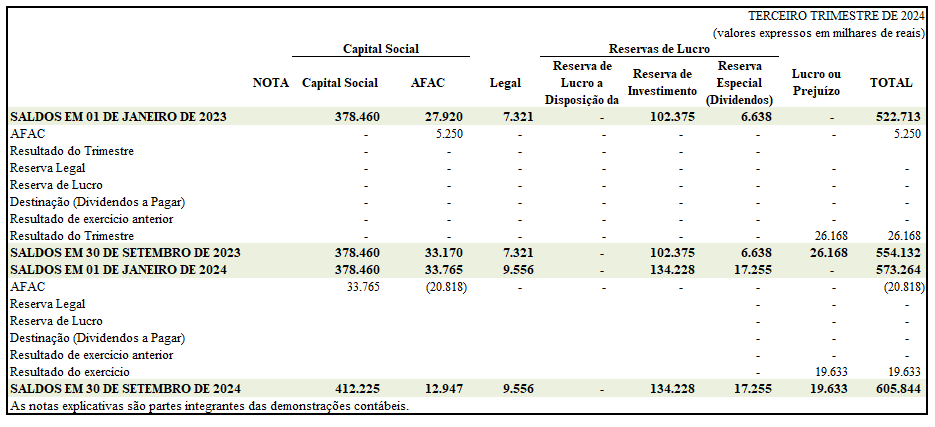 TERCEIRO TRIMESTRE DE 2024
(valores expressos em milhares de reais)
Capital Social Reservas de Lucro
NOTA Capital Social AFAC Legal Reserva de Lucro a Disposição da Reserva de Investimento Reserva Especial (Dividendos) Lucro ou Prejuízo TOTAL
SALDOS EM 01 DE JANEIRO DE 2023 378.460 27.920 7.321 - 102.375 6.638 - 522.713
AFAC - 5.250 - - - - - 5.250
Resultado do Trimestre - - - - - -
Reserva Legal - - - - - - - -
Reserva de Lucro - - - - - - - -
Destinação (Dividendos a Pagar) - - - - - - - -
Resultado de exercicio anterior - - - - - - - -
Resultado do Trimestre - - - - - - 26.168 26.168
SALDOS EM 30 DE SETEMBRO DE 2023 378.460 33.170 7.321 - 102.375 6.638 26.168 554.132
SALDOS EM 01 DE JANEIRO DE 2024 378.460 33.765 9.556 - 134.228 17.255 - 573.264
AFAC 33.765 (20.818) - - - - - (20.818)
Reserva Legal - - -
Reserva de Lucro - - -
Destinação (Dividendos a Pagar) - - -
Resultado de exercicio anterior - - -
Resultado do exercicio - 19.633 19.633
SALDOS EM 30 DE SETEMBRO DE 2024 412.225 12.947 9.556 - 134.228 17.255 19.633 605.844
As notas explicativas são partes integrantes das demonstrações contábeis.